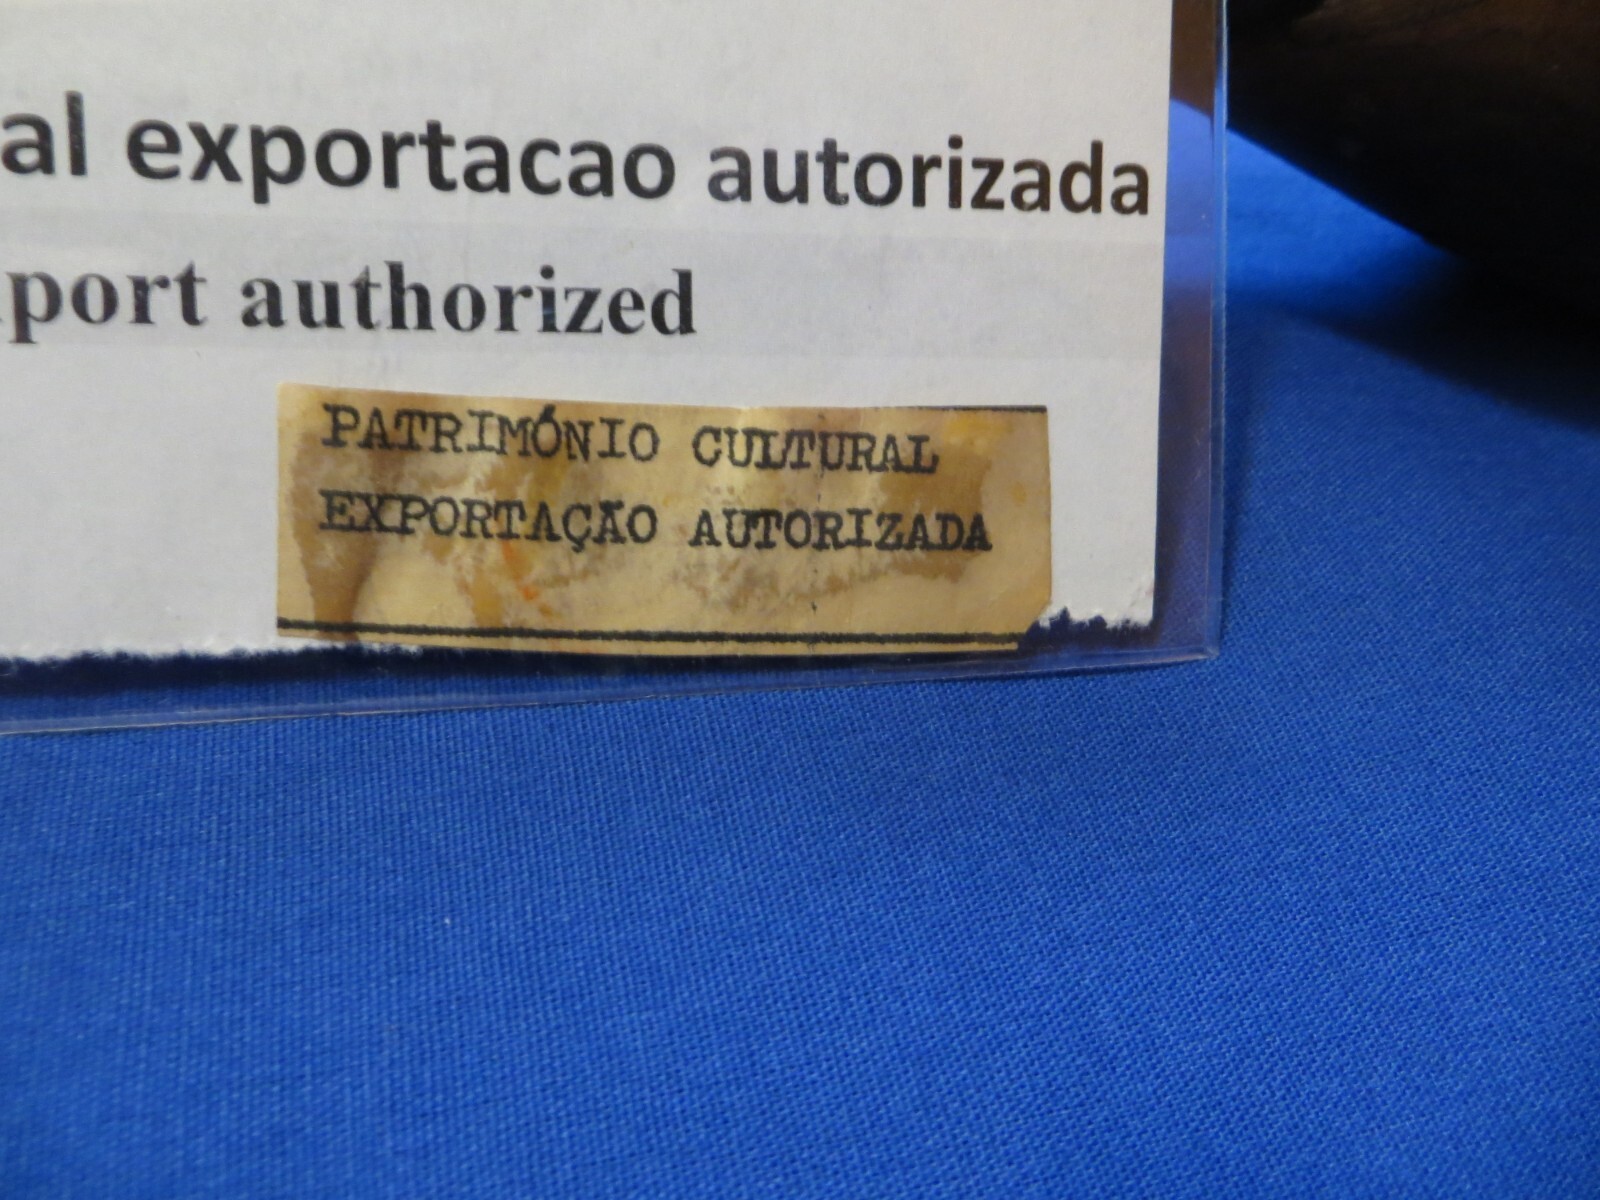 al exportacao autorizada
port authorized
PATRIMÓNIO CULTURAL
EXPORTAÇÃO AUTORIZADA